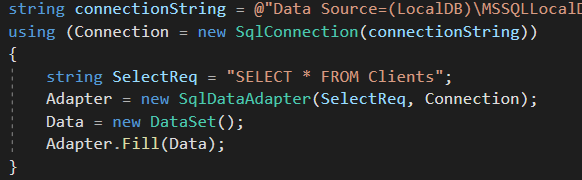 string connectionString = @"Data Source=(LocalDB)\MSSQLLocalD
using (Connection = new SqlConnection(connectionString))
{
string SelectReq = "SELECT * FROM Clients";
Adapter = new SqlDataAdapter(SelectReq, Connection);
Data = new DataSet();
Adapter.Fill(Data);
}